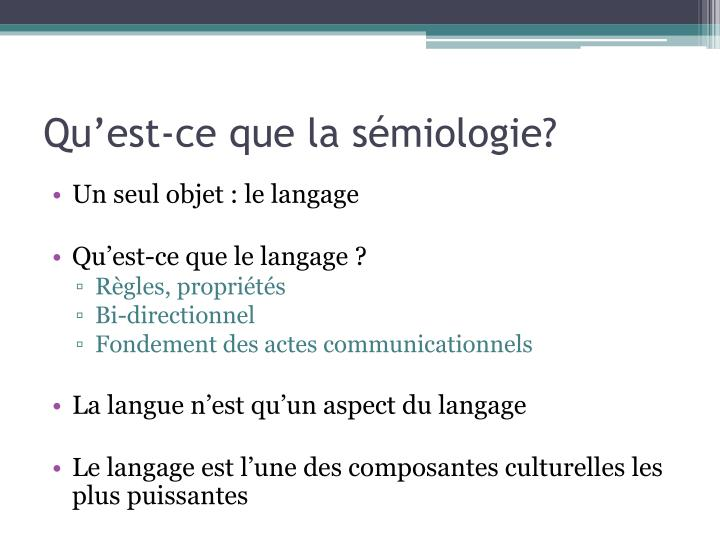 Qu’est-ce que la sémiologie?
• Un seul objet : le langage
• Qu’est-ce que le langage ?
▫ Règles, propriétés
▫ Bi-directionnel
▫ Fondement des actes communicationnels
• La langue n’est qu’un aspect du langage
• Le langage est l’une des composantes culturelles les
plus puissantes